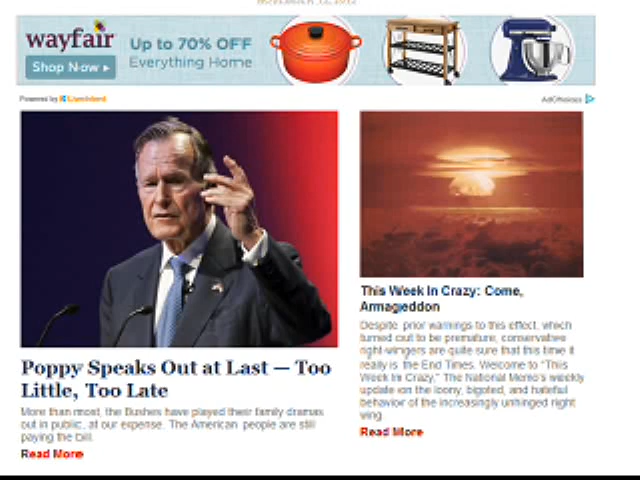 wayfair
Up to 70% OFF
Everything Home
Shop Now
Powered by
AdChoices
Poppy Speaks Out at Last — Too
Little, Too Late
More than most, the Bushes have played their family dramas
out in public, at our expense. The American people are still
paying the bill.
Read More
This Week In Crazy: Come,
Armageddon
Despite prior warnings to this effect, which
turned out to be premature, conservative
right-wingers are quite sure that this time it
really is the End Times. Welcome to "This
Week In Crazy," The National Memo's weekly
update on the loony, bigoted, and hateful
behavior of the increasingly unhinged right
wing.
Read More